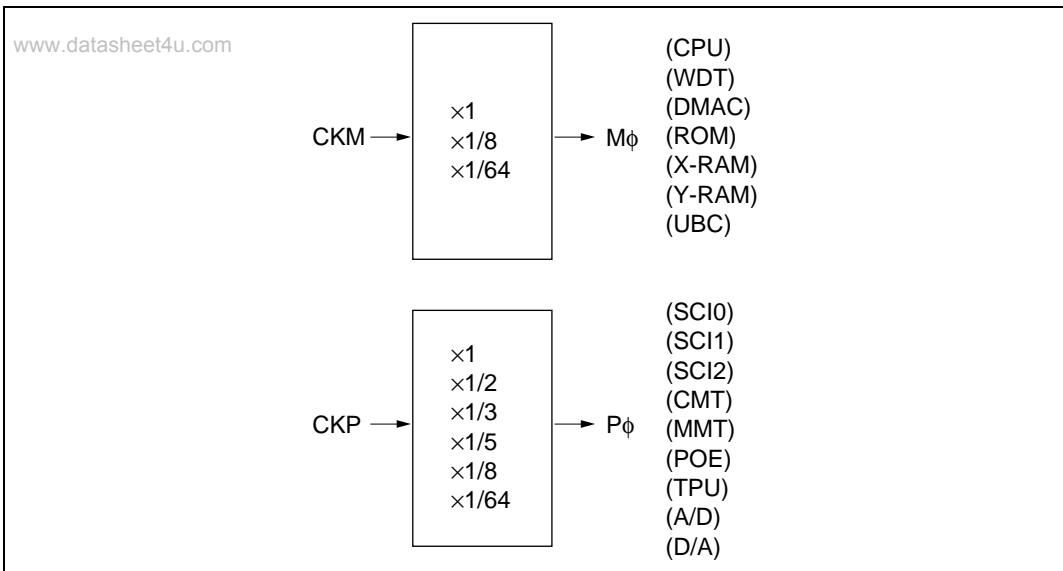 www.datasheet4u.com
CKM
×1
×1/8
×1/64
Mϕ
(CPU)
(WDT)
(DMAC)
(ROM)
(X-RAM)
(Y-RAM)
(UBC)
CKP
×1
×1/2
×1/3
×1/5
×1/8
×1/64
Pϕ
(SCI0)
(SCI1)
(SCI2)
(CMT)
(MMT)
(POE)
(TPU)
(A/D)
(D/A)